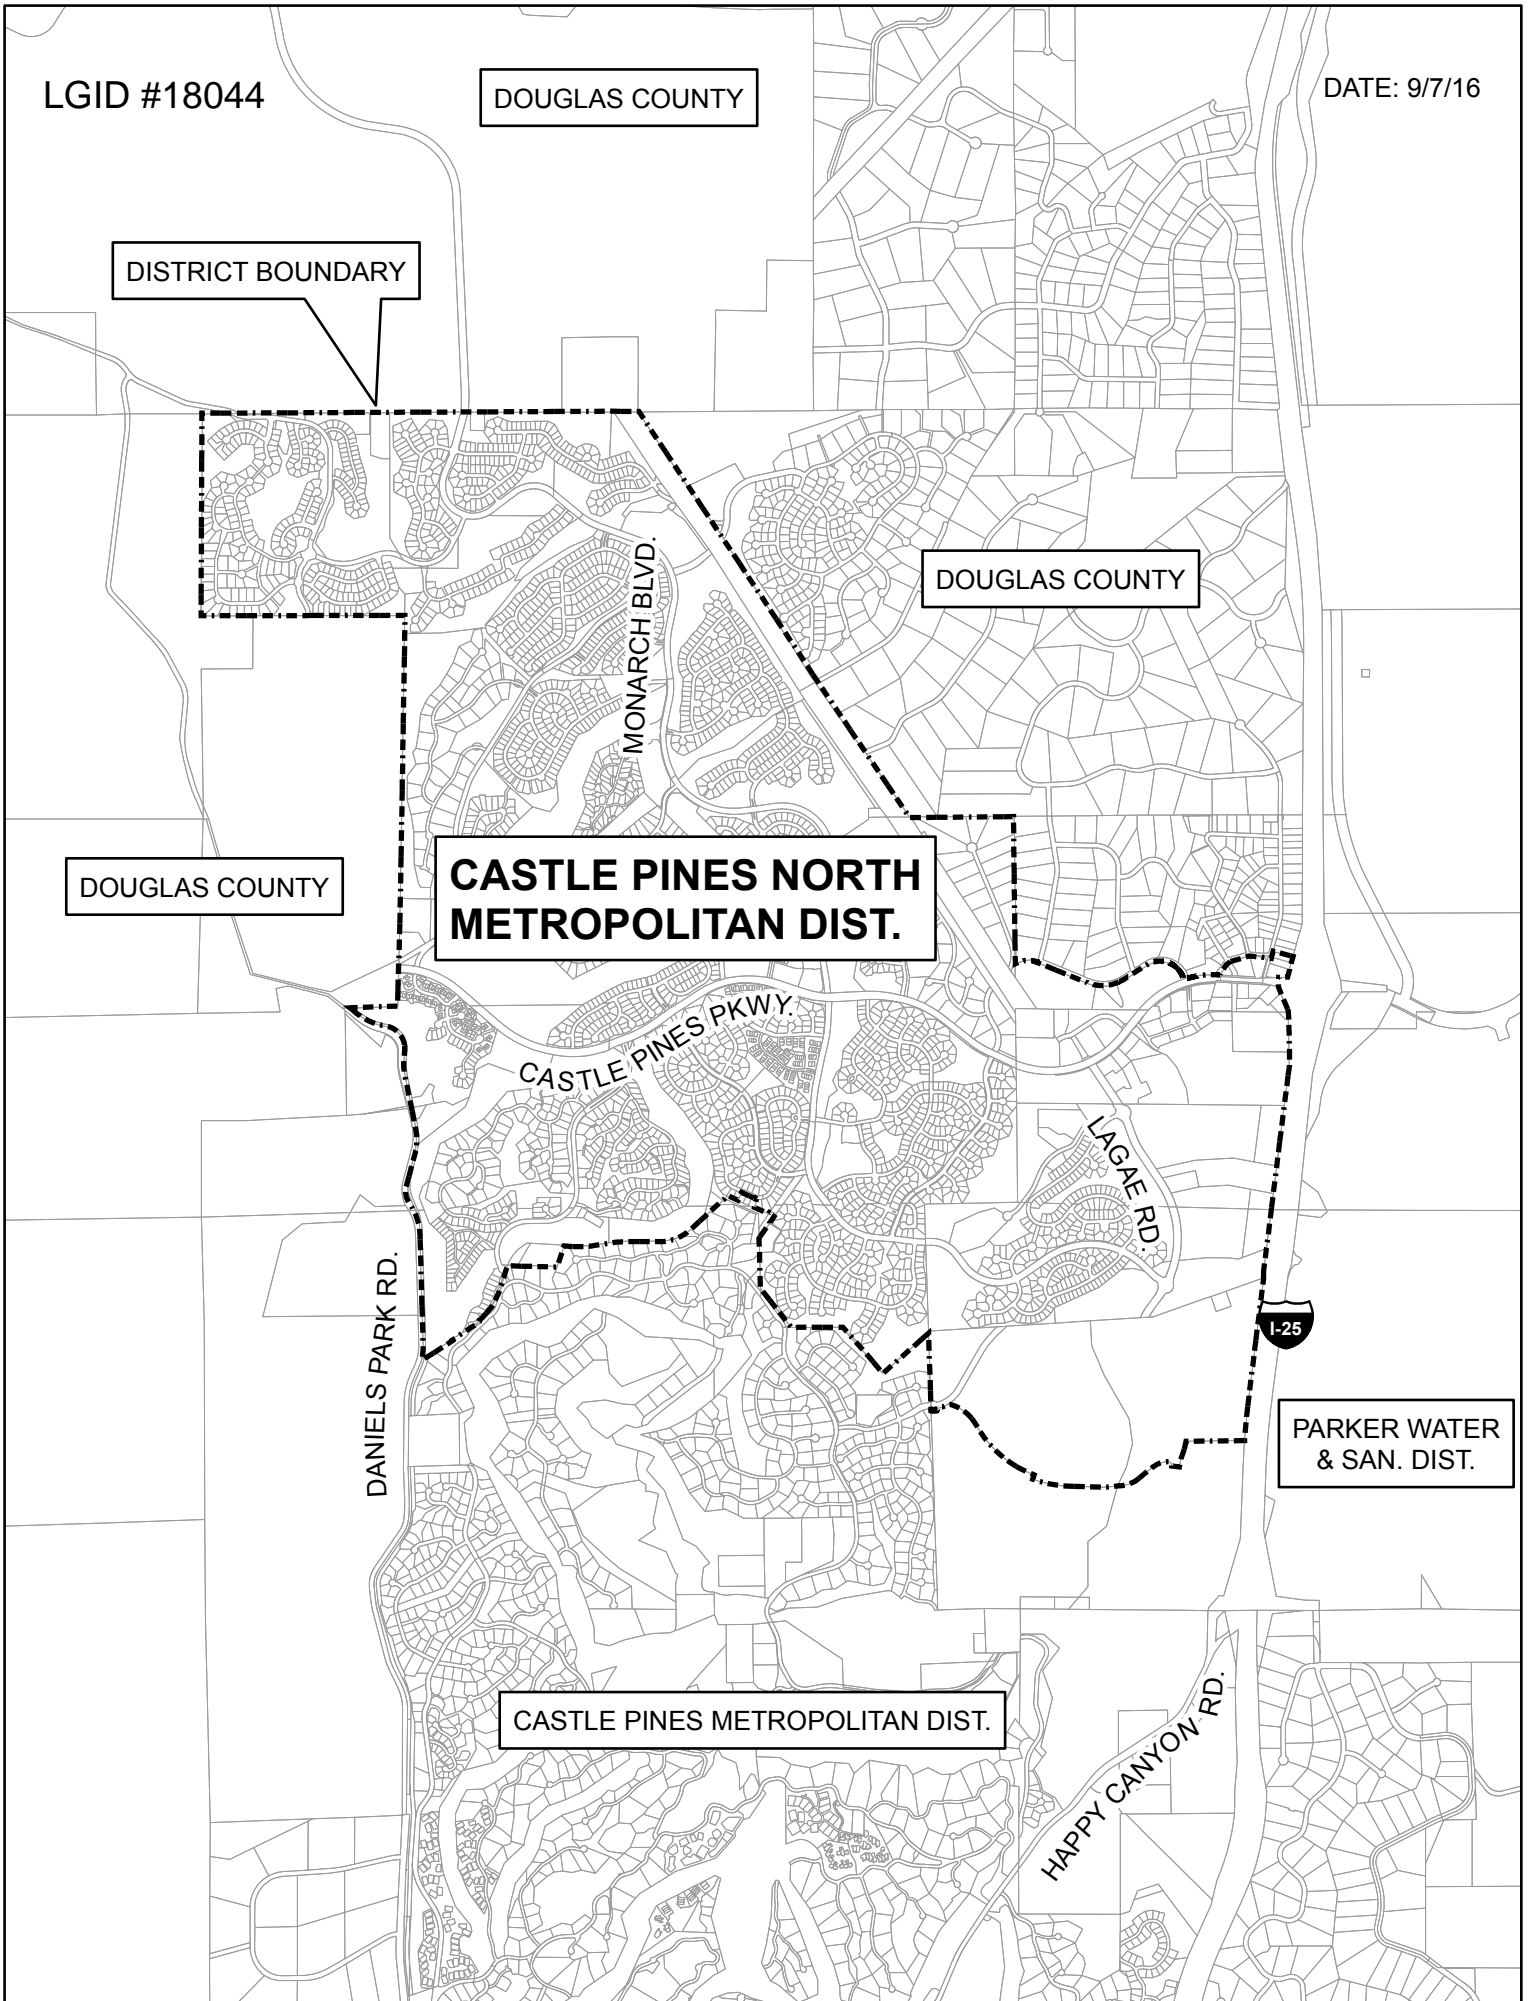 LGID #18044
DOUGLAS COUNTY
DATE: 9/7/16
DISTRICT BOUNDARY
DOUGLAS COUNTY
MONARCH BLVD.
DOUGLAS COUNTY
CASTLE PINES NORTH
METROPOLITAN DIST.
CASTLE PINES PKWY.
LAGAE RD.
DANIELS PARK RD.
I-25
PARKER WATER
& SAN. DIST.
CASTLE PINES METROPOLITAN DIST.
HAPPY CANYON RD.